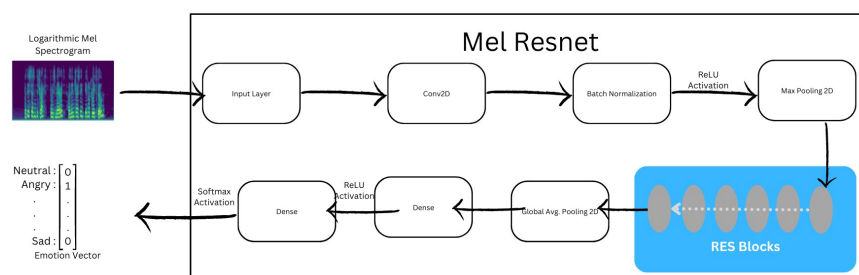 Logarithmic Mel
Spectrogram
Mel Resnet
Input Layer
Conv2D
Batch Normalization
ReLU
Activation
Max Pooling 2D
RES Blocks
Global Avg. Pooling 2D
Dense
ReLU
Activation
Dense
Softmax
Activation
Neutral : 0
Angry : 1
. .
. .
. .
Sad : 0
Emotion Vector